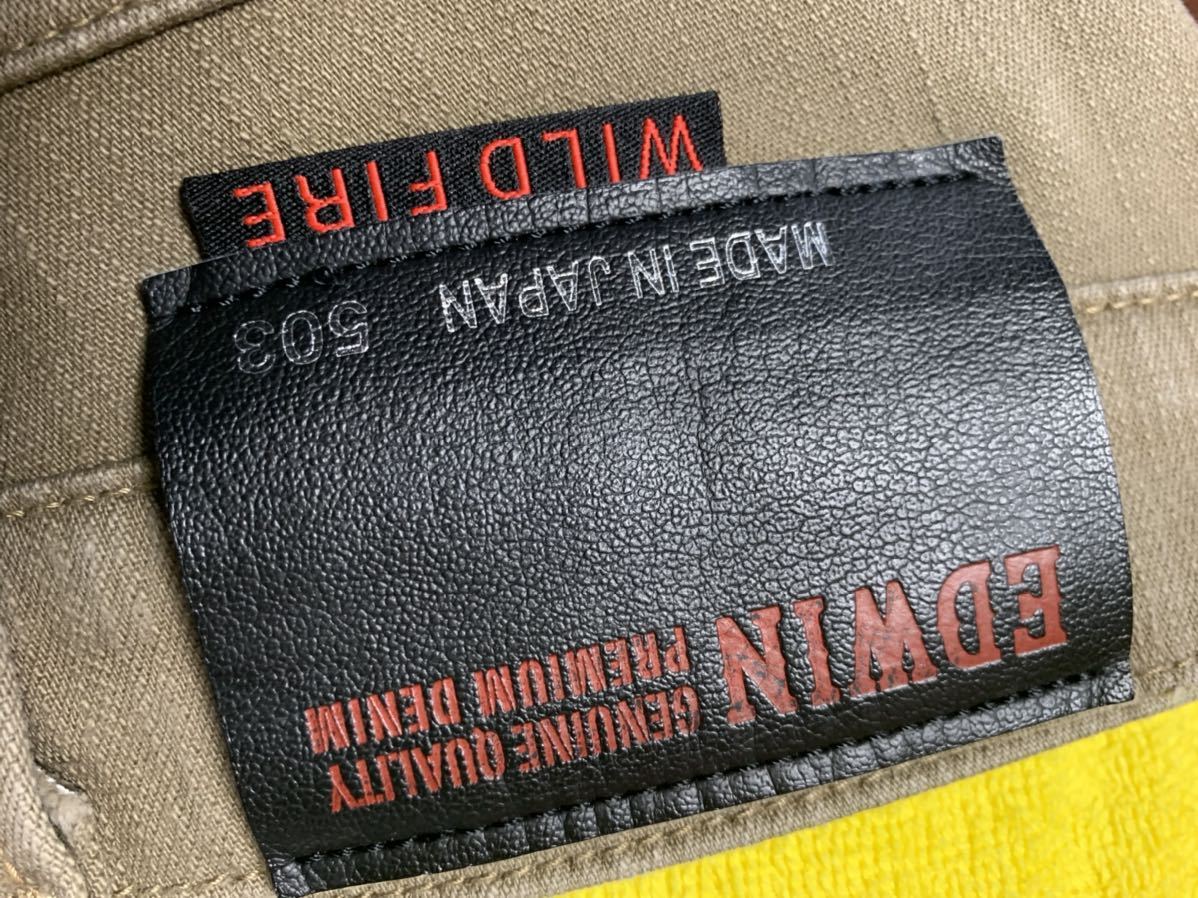 EDWIN
GENUINE QUALITY
PREMIUM DENIM
MADE IN JAPAN 503
WILD FIRE